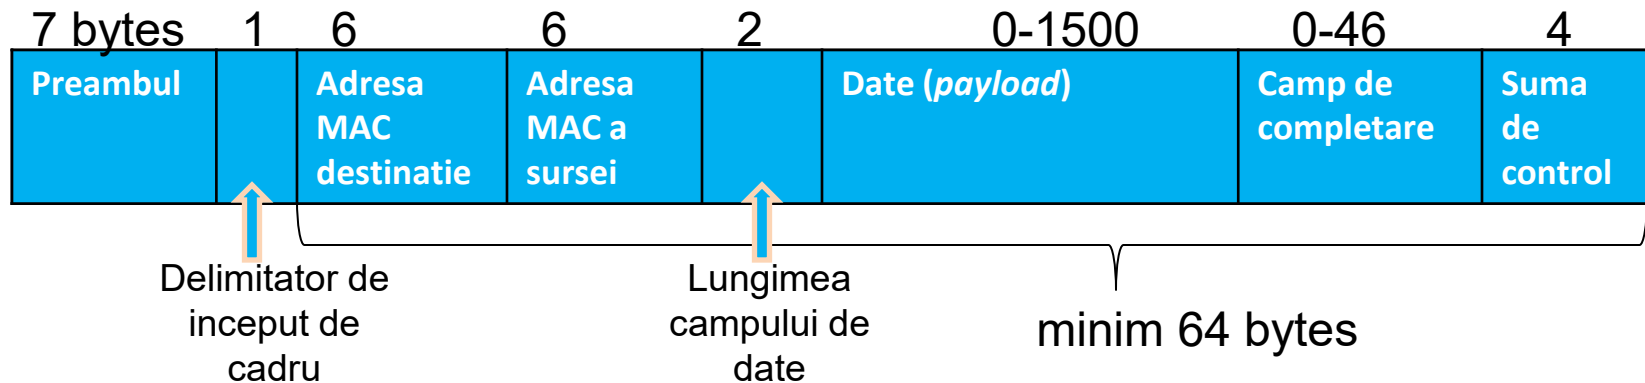 7 bytes 1 6 6 2 0-1500 0-46 4
Preambul
Adresa
MAC
destinatie
Adresa
MAC a
sursei
Date (payload)
Camp de
completare
Suma
de
control
Delimitator de
inceput de
cadru
Lungimea
campului de
date
minim 64 bytes